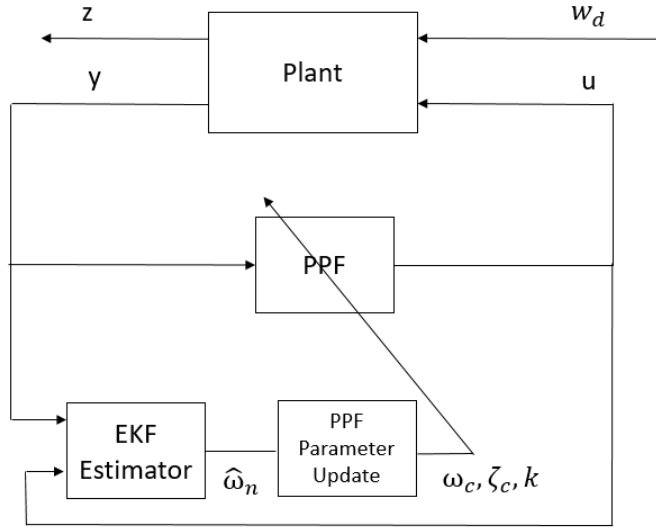 z
w_d
Plant
y
u
PPF
EKF
Estimator
ω̂_n
PPF
Parameter
Update
ω_c, ζ_c, k